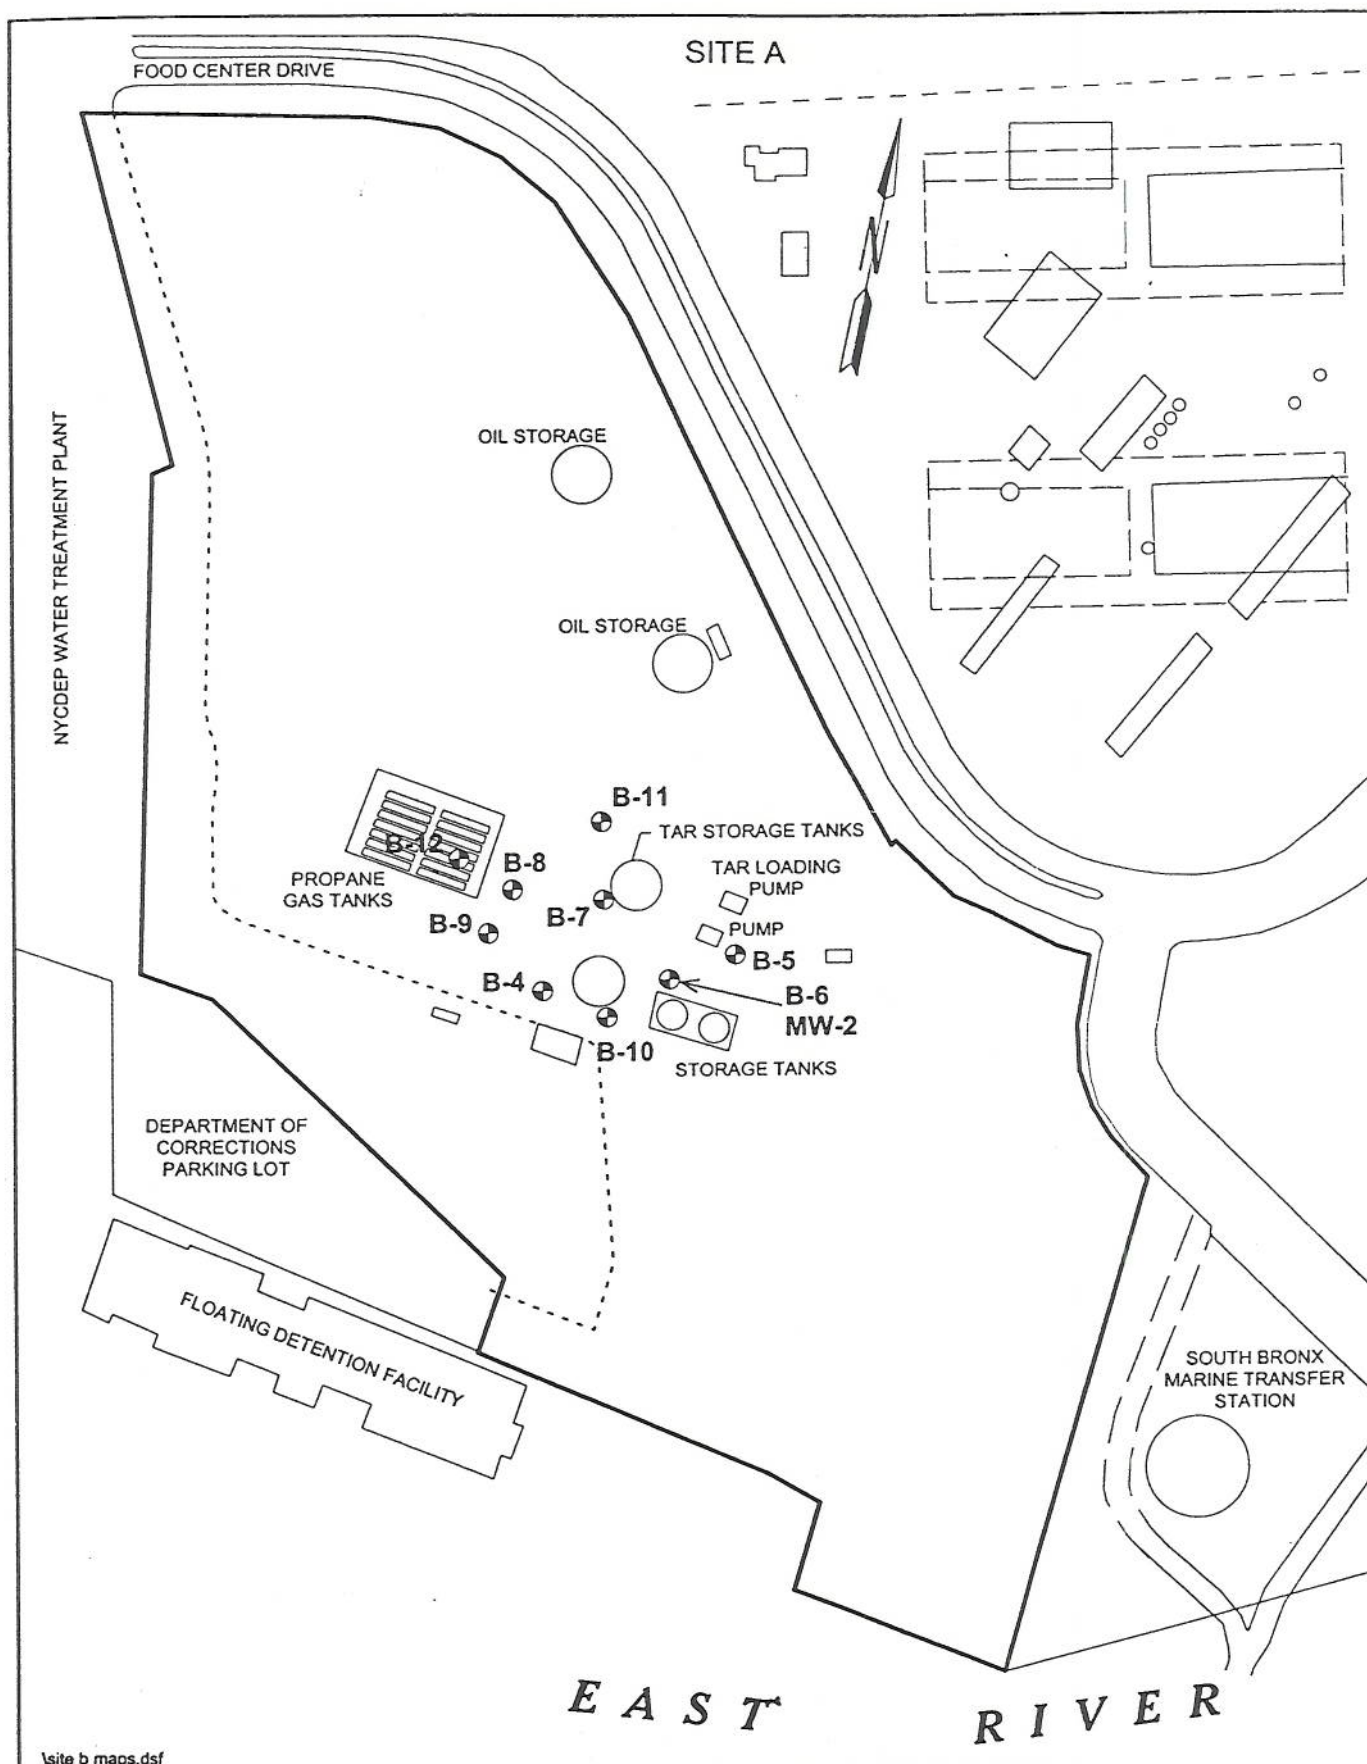 SITE A
FOOD CENTER DRIVE
N
NYCDEP WATER TREATMENT PLANT
OIL STORAGE
OIL STORAGE
B-11
TAR STORAGE TANKS
B-12
B-8
TAR LOADING
PUMP
PROPANE
GAS TANKS
B-7
B-9
PUMP
B-5
B-4
B-6
MW-2
B-10
STORAGE TANKS
DEPARTMENT OF
CORRECTIONS
PARKING LOT
FLOATING DETENTION FACILITY
SOUTH BRONX
MARINE TRANSFER
STATION
EAST RIVER
\site b maps.dsf